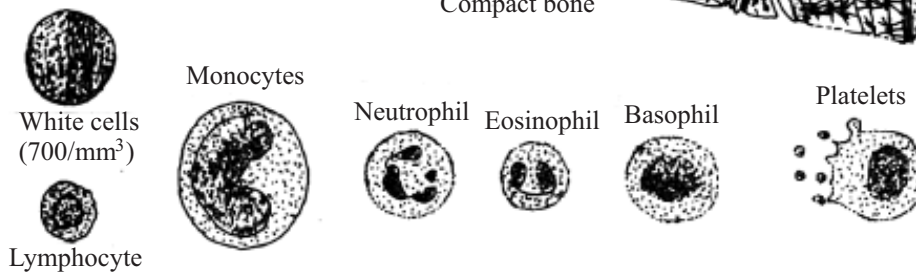 Compact bone
White cells
(700/mm³)
Monocytes
Neutrophil
Eosinophil
Basophil
Platelets
Lymphocyte